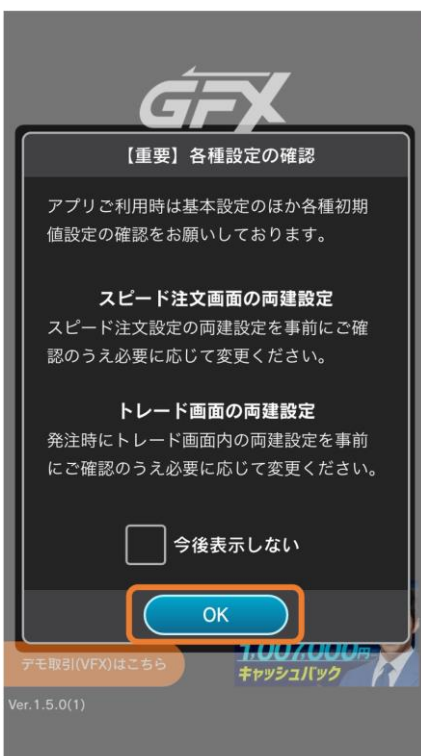 GFX
【重要】各種設定の確認
アプリご利用時は基本設定のほか各種初期
値設定の確認をお願いしております。
スピード注文画面の両建設定
スピード注文設定の両建設定を事前にご確
認のうえ必要に応じて変更ください。
トレード画面の両建設定
発注時にトレード画面内の両建設定を事前
にご確認のうえ必要に応じて変更ください。
今後表示しない
OK
デモ取引(VFX)はこちら
1,007,000円
キャッシュバック
Ver.1.5.0(1)